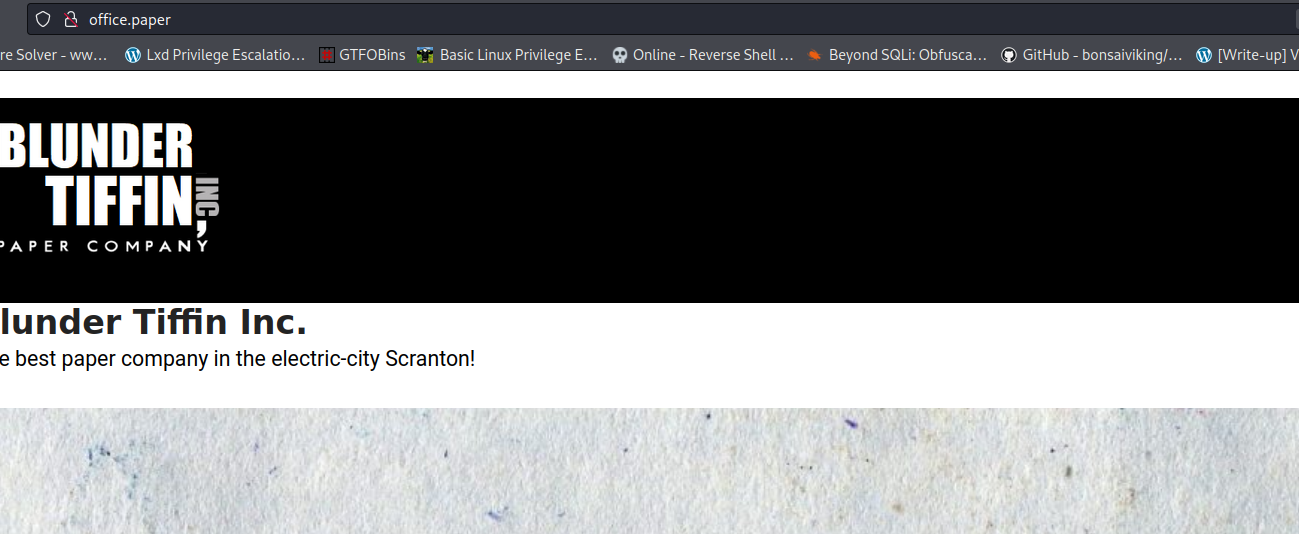 office.paper
re Solver - ww... Lxd Privilege Escalatio... GTFOBins Basic Linux Privilege E... Online - Reverse Shell ... Beyond SQLi: Obfusca... GitHub - bonsaiviking/... [Write-up] V
BLUNDER
TIFFIN
INC,
PAPER COMPANY
lunder Tiffin Inc.
e best paper company in the electric-city Scranton!